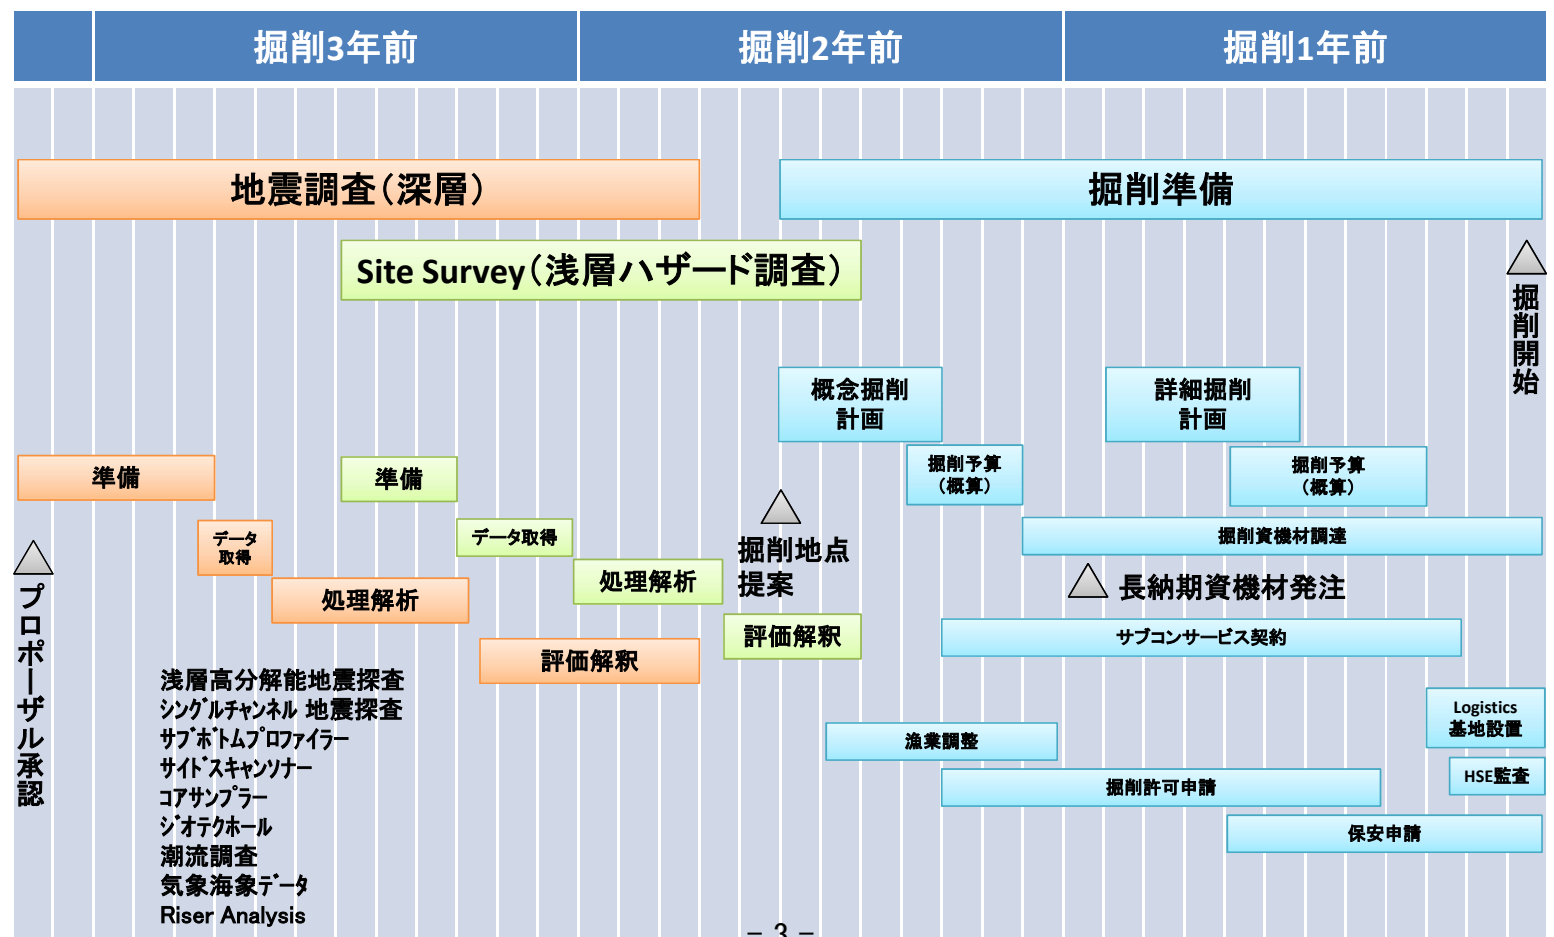 掘削3年前
掘削2年前
掘削1年前
地震調査（深層）
掘削準備
Site Survey（浅層ハザード調査）
掘削開始
概念掘削
計画
詳細掘削
計画
掘削予算
（概算）
掘削予算
（概算）
準備
準備
データ
取得
データ取得
掘削地点
提案
掘削資機材調達
処理解析
処理解析
長納期資機材発注
プロポーザル承認
評価解釈
評価解釈
サブコンサービス契約
浅層高分解能地震探査
ｼﾝｸﾞﾙﾁｬﾝﾈﾙ 地震探査
ｻﾌﾞﾎﾞﾄﾑﾌﾟﾛﾌｧｲﾗｰ
ｻｲﾄﾞｽｷｬﾝｿﾅｰ
ｺｱｻﾝﾌﾟﾗｰ
ｼﾞｵﾃｸﾎｰﾙ
潮流調査
気象海象ﾃﾞｰﾀ
Riser Analysis
漁業調整
掘削許可申請
Logistics
基地設置
HSE監査
保安申請
－ 3 －